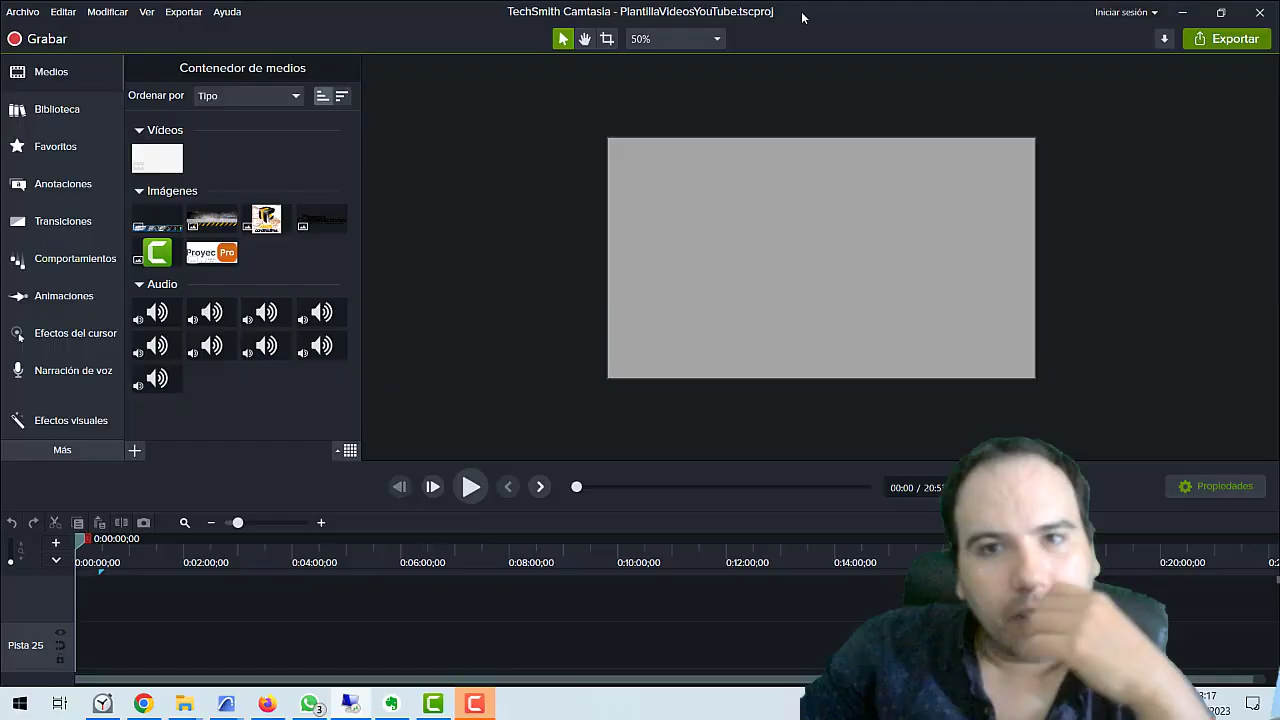 Archivo Editar Modificar Ver Exportar Ayuda TechSmith Camtasia - PlantillaVideosYouTube.tscproj Iniciar sesión
Grabar 50% Exportar
Medios Contenedor de medios
Ordenar por Tipo
Biblioteca
Vídeos
Favoritos
Anotaciones Imágenes
Transiciones
Comportamientos Proyec Pro
Audio
Animaciones
Efectos del cursor
Narración de voz
Efectos visuales
Más
00:00 / 20:5 Propiedades
0:00:00;00
0:00:00;00 0:02:00;00 0:04:00;00 0:06:00;00 0:08:00;00 0:10:00;00 0:12:00;00 0:14:00;00 0:20:00;00
Pista 25
3
:17
2023